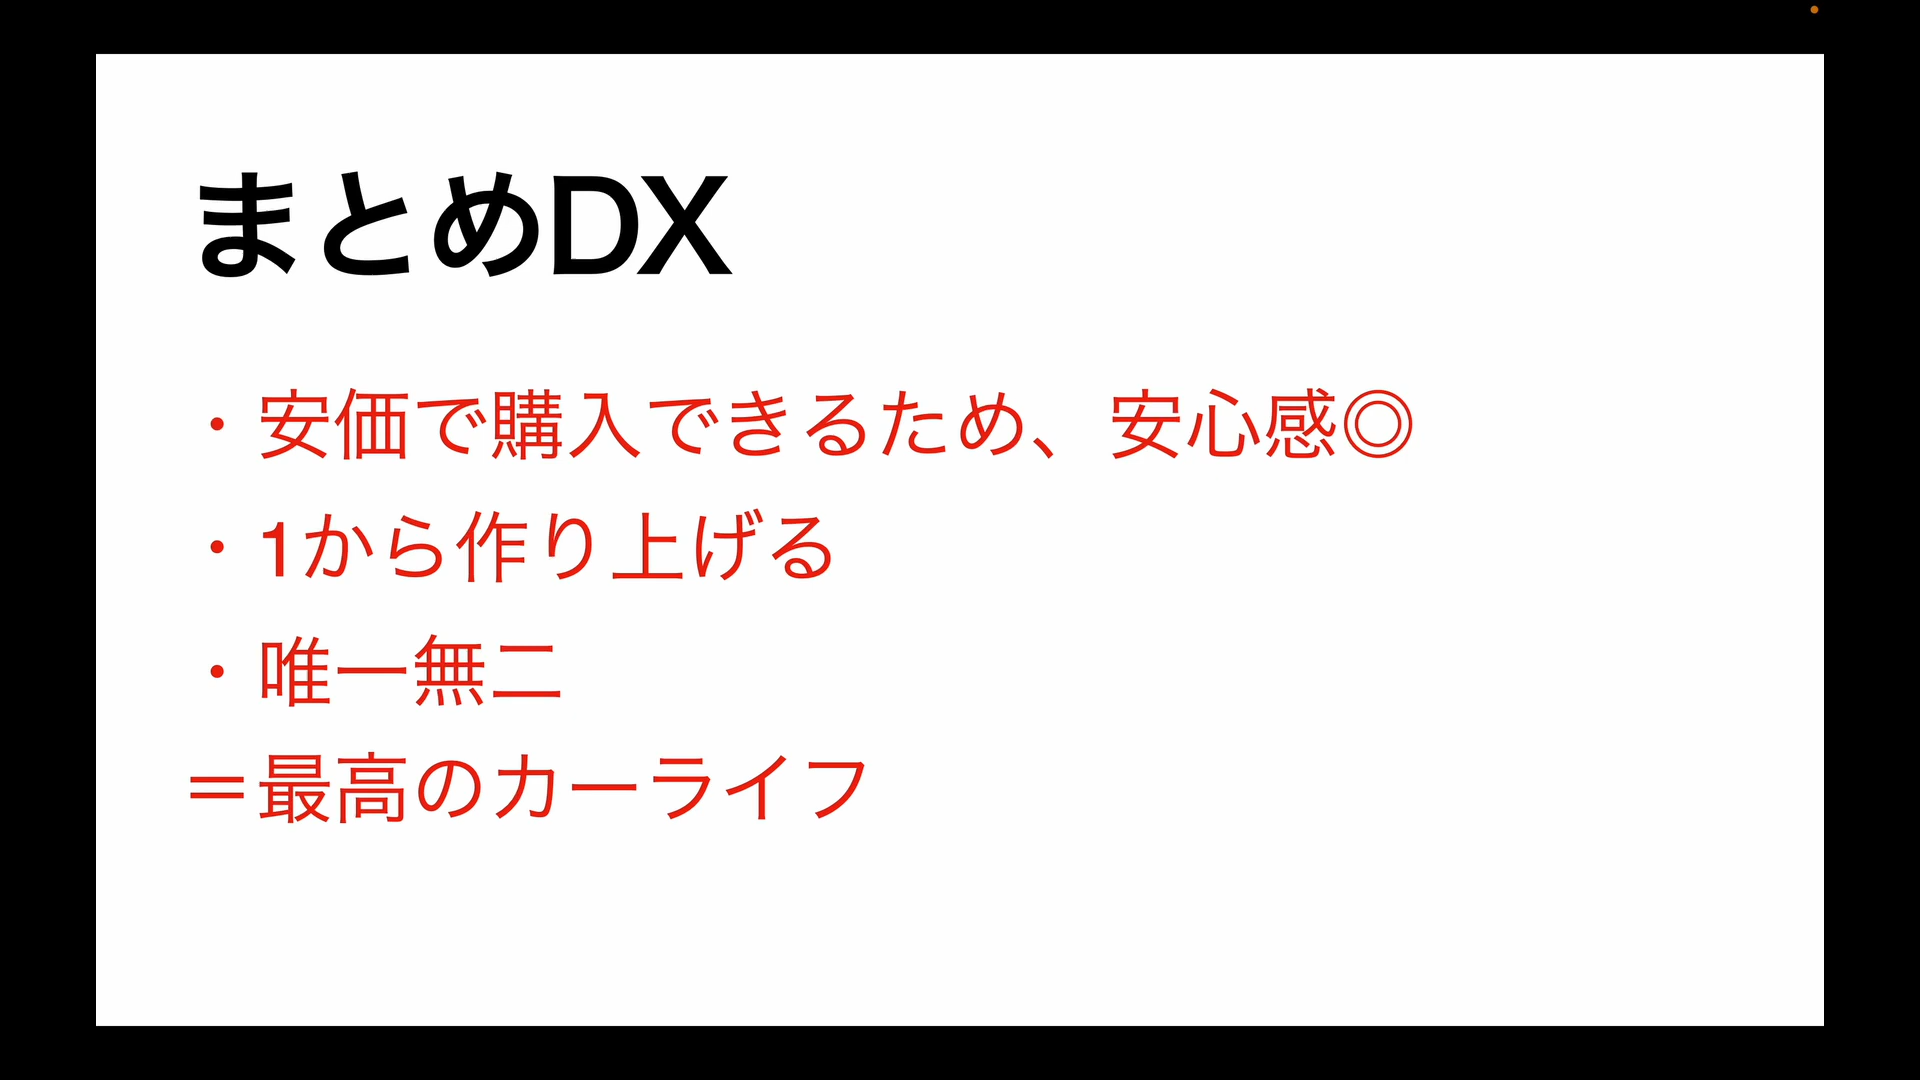 まとめDX
・安価で購入できるため、安心感◎
・1から作り上げる
・唯一無二
＝最高のカーライフ